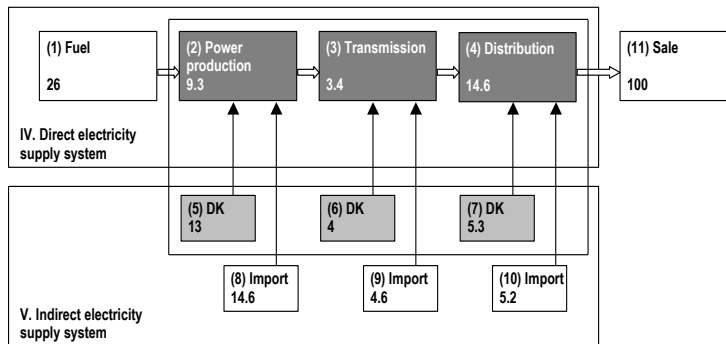 (1) Fuel
26
(2) Power
production
9.3
(3) Transmission
3.4
(4) Distribution
14.6
(11) Sale
100
IV. Direct electricity
supply system
(5) DK
13
(6) DK
4
(7) DK
5.3
(8) Import
14.6
(9) Import
4.6
(10) Import
5.2
V. Indirect electricity
supply system